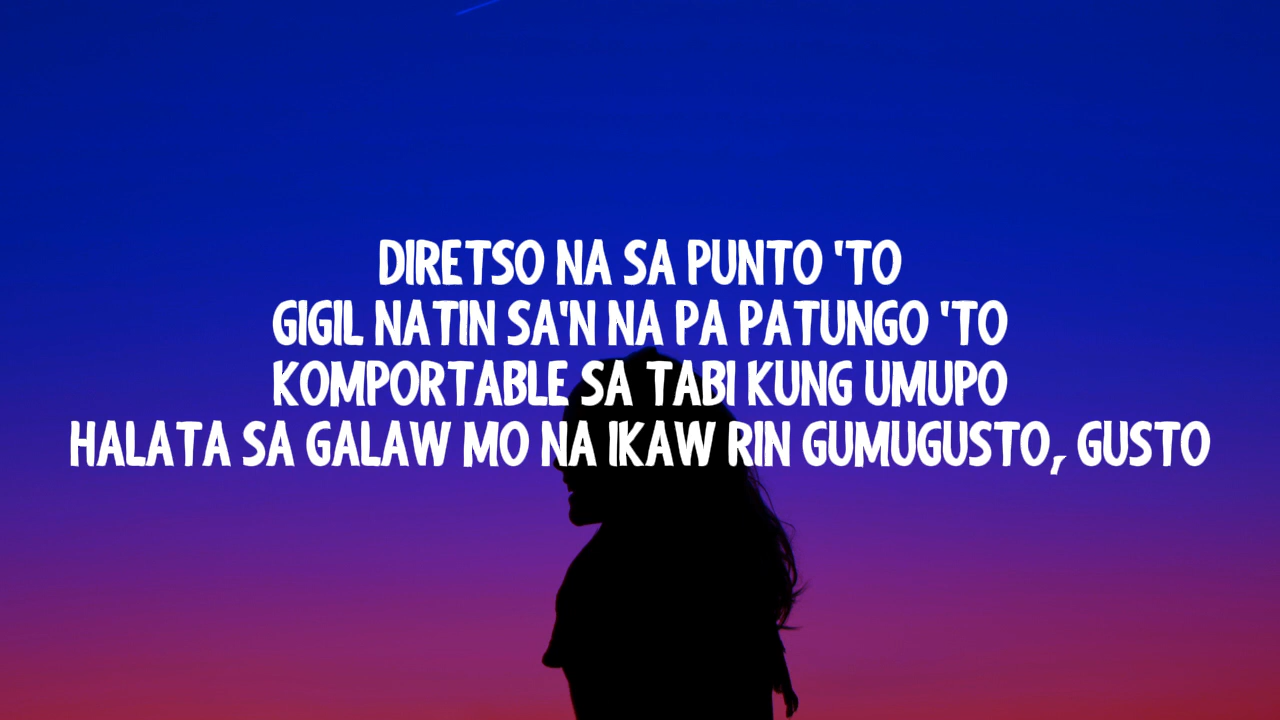 DIRETSO NA SA PUNTO 'TO
GIGIL NATIN SA'N NA PA PATUNGO 'TO
KOMPORTABLE SA TABI KUNG UMUPO
HALATA SA GALAW MO NA IKAW RIN GUMUGUSTO, GUSTO